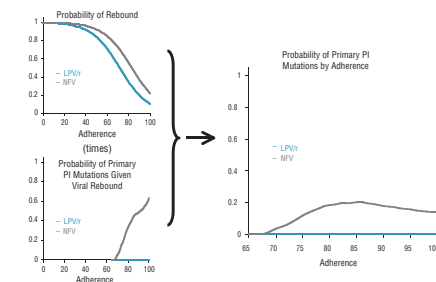 Probability of Rebound
1
0.8
0.6
0.4
0.2
0
– LPV/r
– NFV
0 20 40 60 80 100
Adherence
(times)
Probability of Primary
PI Mutations Given
Viral Rebound
1
0.8
0.6
0.4
0.2
0
– LPV/r
– NFV
0 20 40 60 80 100
Adherence
Probability of Primary PI
Mutations by Adherence
1
0.8
0.6
0.4
0.2
0
– LPV/r
– NFV
65 70 75 80 85 90 95 100
Adherence